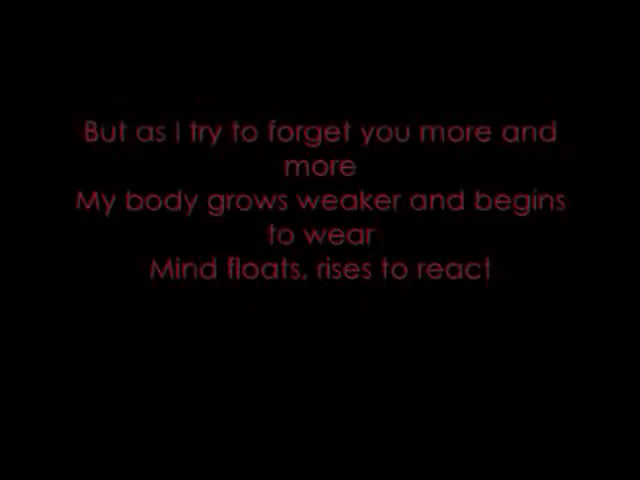 But as I try to forget you more and
more
My body grows weaker and begins
to wear
Mind floats, rises to react